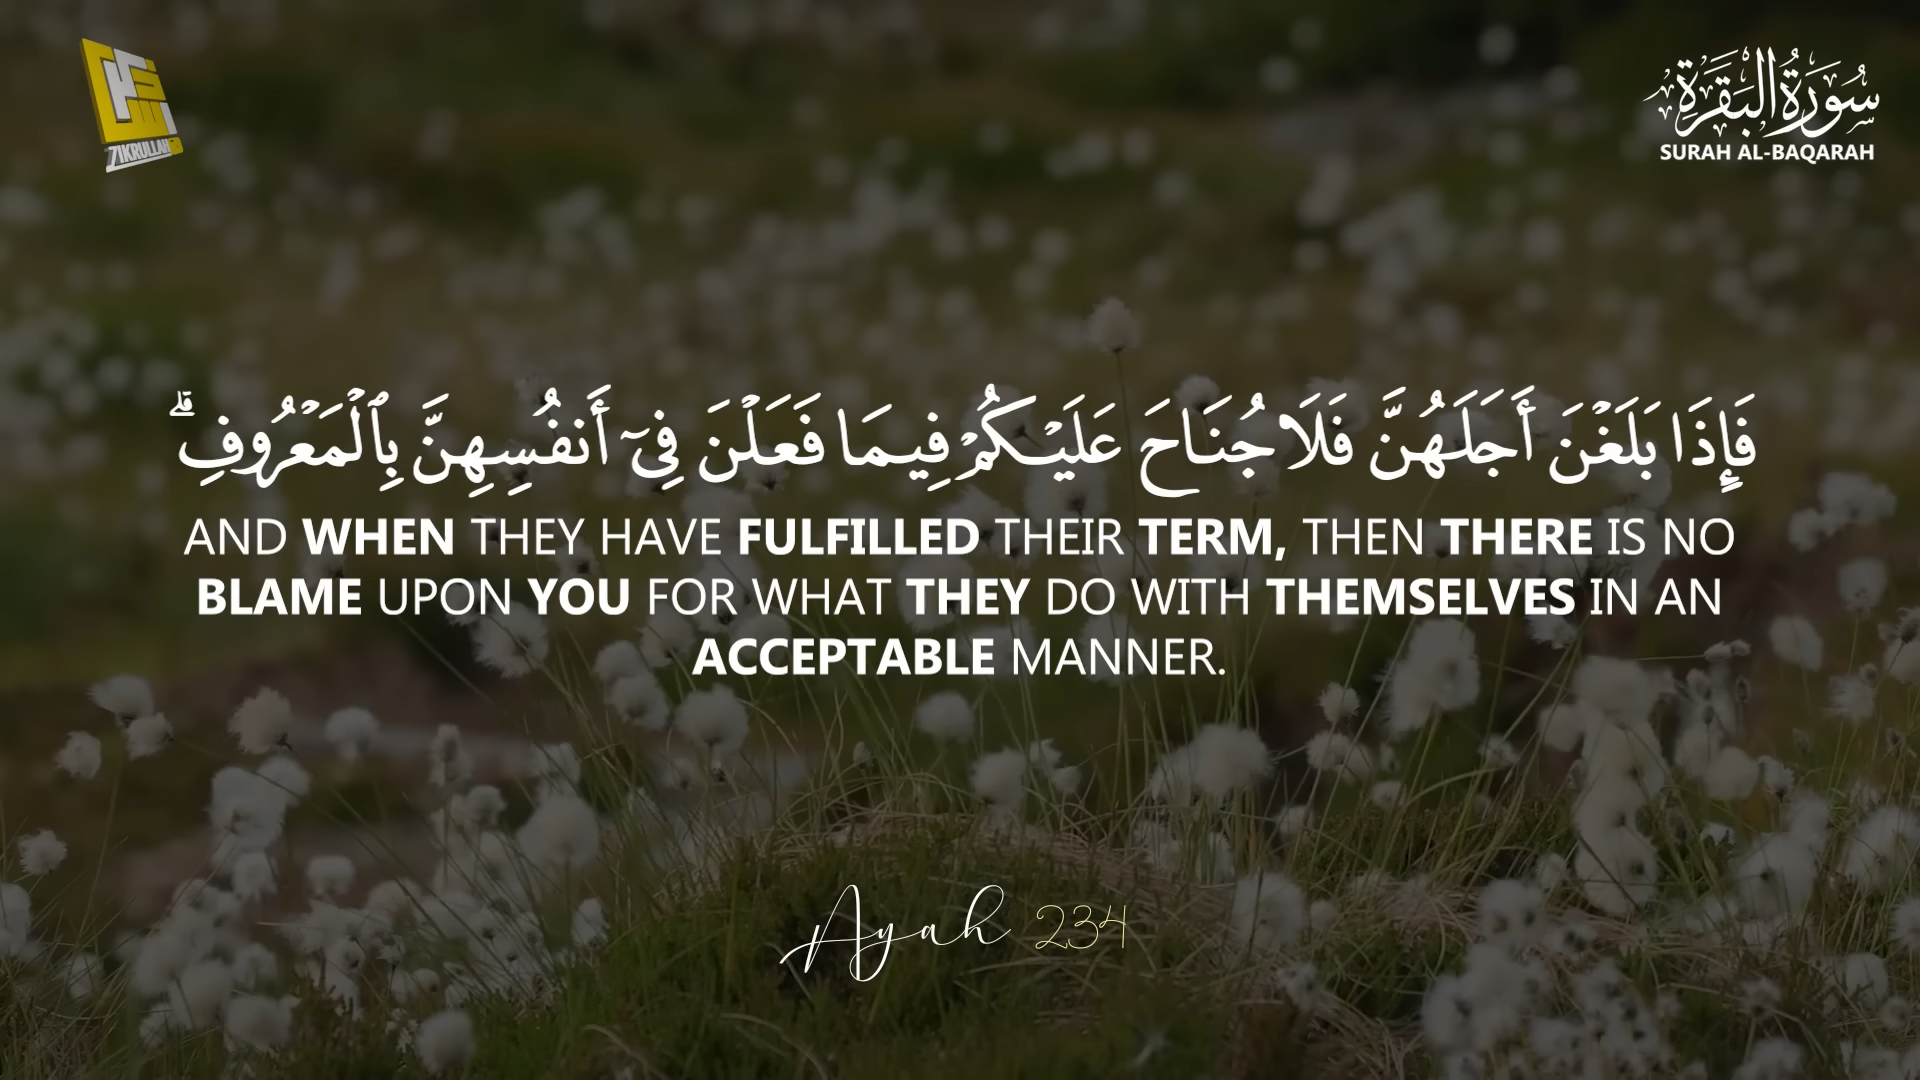 ZIKRULLAH
سُورَةُ البَقَرَةِ
SURAH AL-BAQARAH
فَإِذَا بَلَغْنَ أَجَلَهُنَّ فَلَا جُنَاحَ عَلَيْكُمْ فِيمَا فَعَلْنَ فِىٓ أَنفُسِهِنَّ بِٱلْمَعْرُوفِ ۗ
AND WHEN THEY HAVE FULFILLED THEIR TERM, THEN THERE IS NO
BLAME UPON YOU FOR WHAT THEY DO WITH THEMSELVES IN AN
ACCEPTABLE MANNER.
Ayah 234